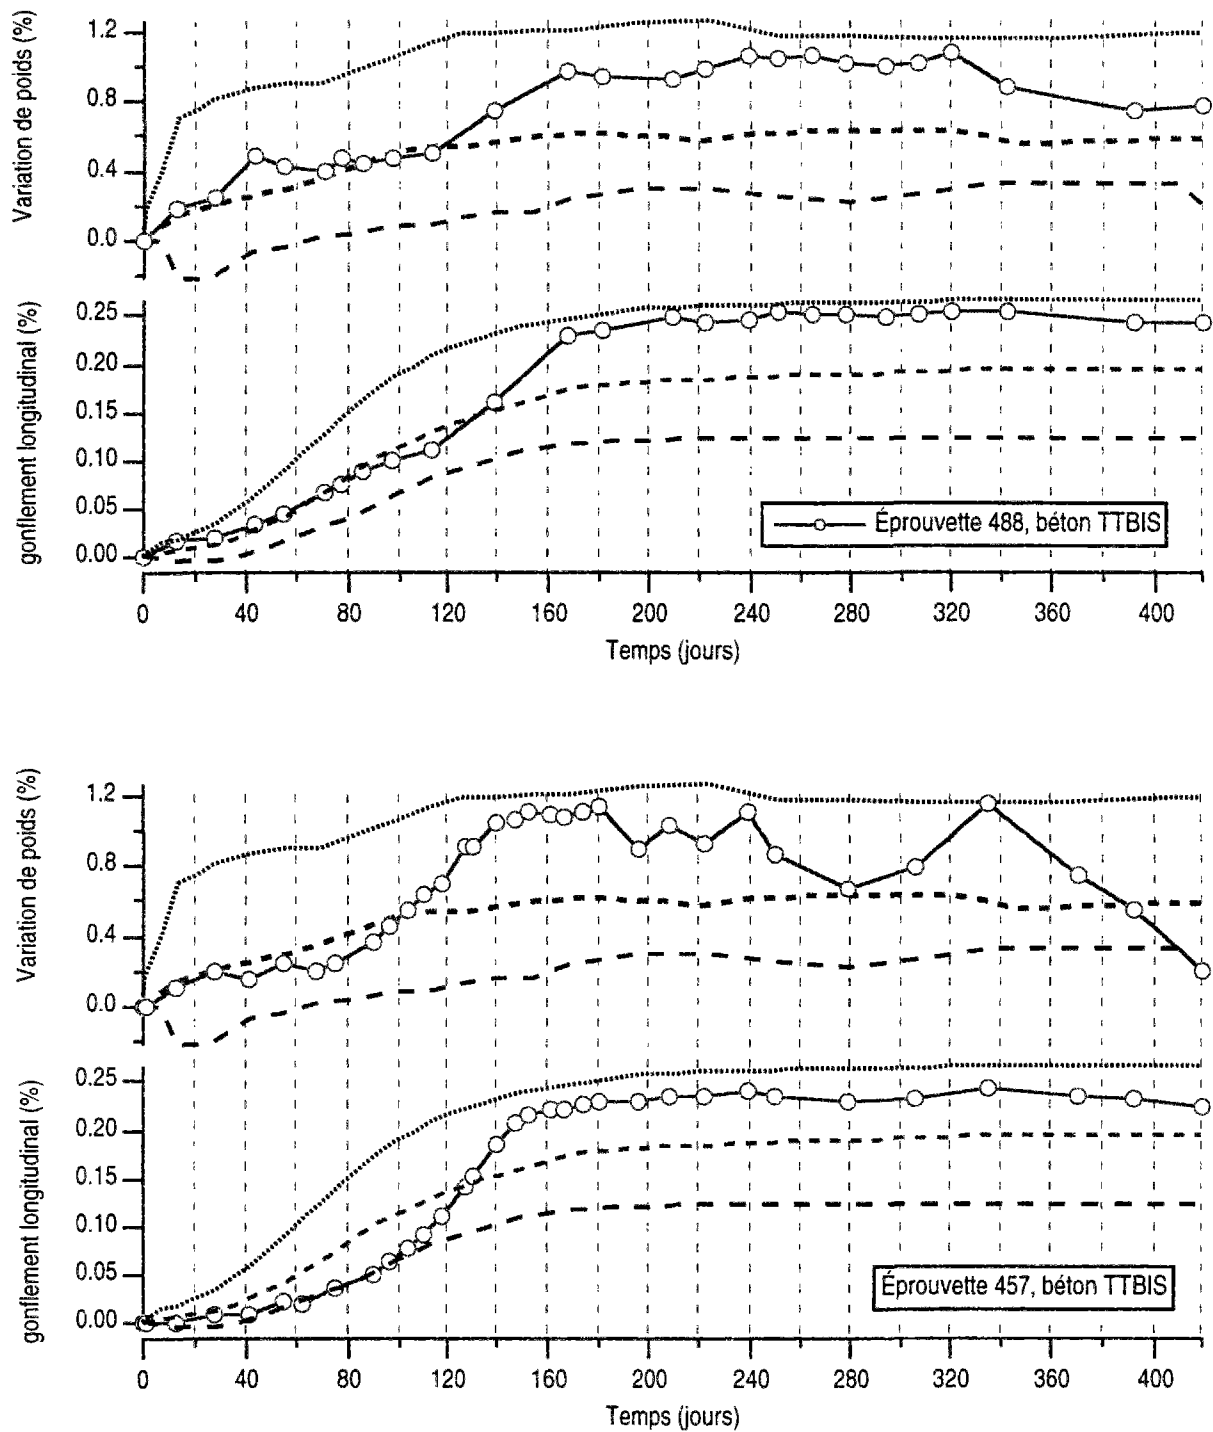 Variation de poids (%)
1.2
0.8
0.4
0.0
gonflement longitudinal (%)
0.25
0.20
0.15
0.10
0.05
0.00
Éprouvette 488, béton TTBIS
0 40 80 120 160 200 240 280 320 360 400
Temps (jours)
Variation de poids (%)
1.2
0.8
0.4
0.0
gonflement longitudinal (%)
0.25
0.20
0.15
0.10
0.05
0.00
Éprouvette 457, béton TTBIS
0 40 80 120 160 200 240 280 320 360 400
Temps (jours)